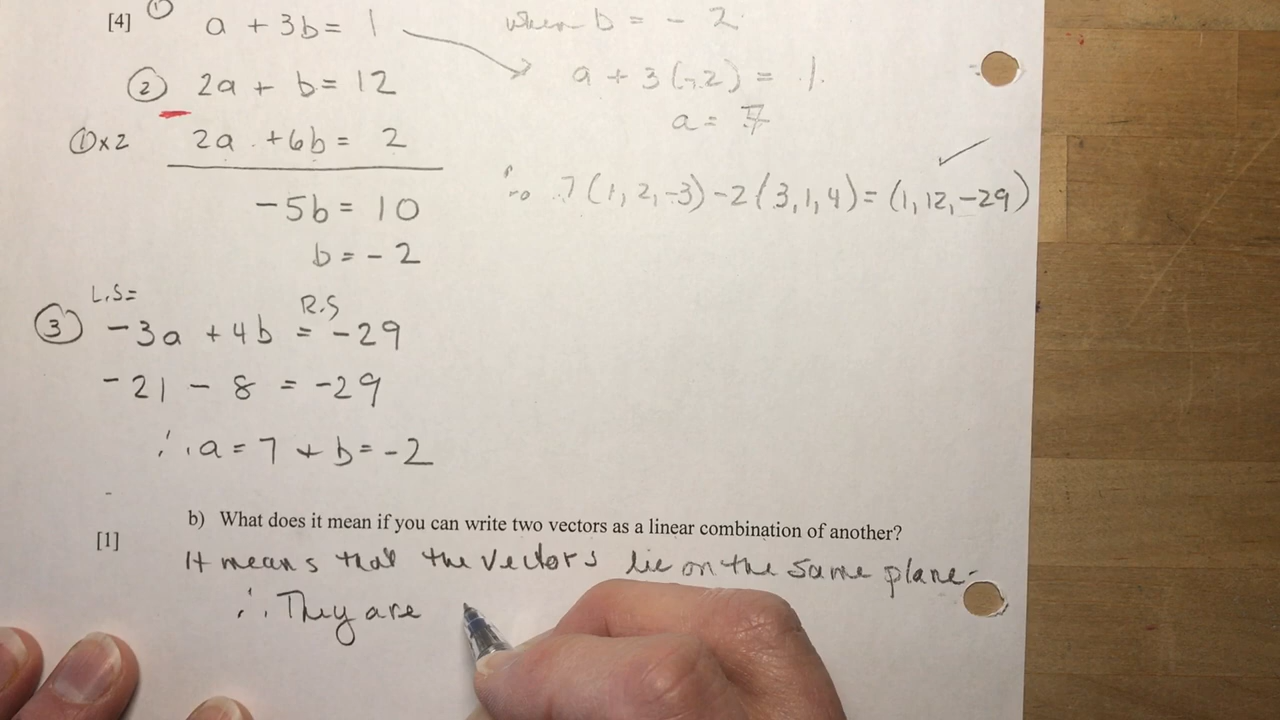 [4] ① a + 3b = 1
when b = - 2
② 2a + b = 12
a + 3(-2) = 1
①x2 2a + 6b = 2
a = 7
-5b = 10
7(1, 2, -3) -2(3, 1, 4) = (1, 12, -29) ✓
b = - 2
L.S= R.S
③ -3a + 4b = -29
-21 - 8 = -29
∴ a = 7 + b = -2
b) What does it mean if you can write two vectors as a linear combination of another?
[1]
It means that the vectors lie on the same plane.
∴ They are